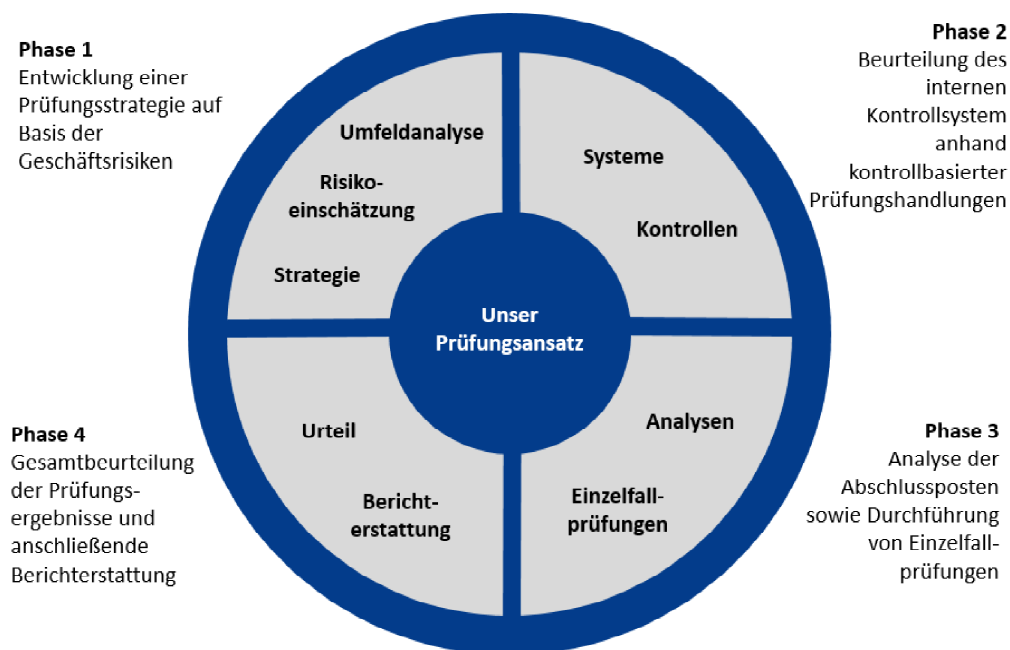 Phase 1
Entwicklung einer
Prüfungsstrategie auf
Basis der
Geschäftsrisiken
Umfeldanalyse
Risiko-
einschätzung
Strategie
Systeme
Kontrollen
Phase 2
Beurteilung des
internen
Kontrollsystem
anhand
kontrollbasierter
Prüfungshandlungen
Unser
Prüfungsansatz
Phase 4
Gesamtbeurteilung
der Prüfungs-
ergebnisse und
anschließende
Berichterstattung
Urteil
Bericht-
erstattung
Analysen
Einzelfall-
prüfungen
Phase 3
Analyse der
Abschlussposten
sowie Durchführung
von Einzelfall-
prüfungen